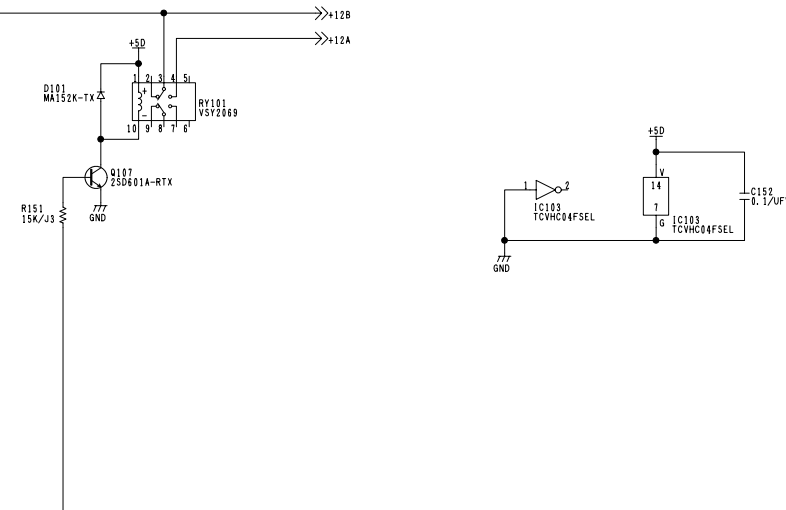 +12B
+12A
+5D
1 2 3 4 5
D101
MA152K-TX
+
-
RY101
VSY2069
10 9 8 7 6
Q107
2SD601A-RTX
GND
R151
15K/J3
+5D
V
14
7
G
IC103
TCVHC04FSEL
C152
0.1/UF
1 2
IC103
TCVHC04FSEL
GND